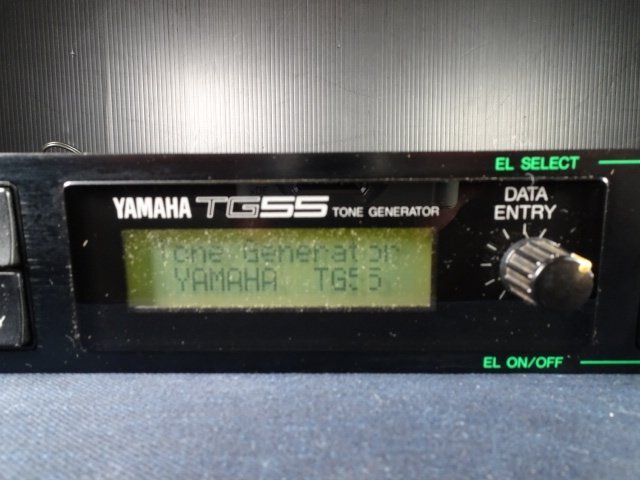 EL SELECT
YAMAHA TG55 TONE GENERATOR
DATA
ENTRY
Tone Generator
YAMAHA TG55
EL ON/OFF